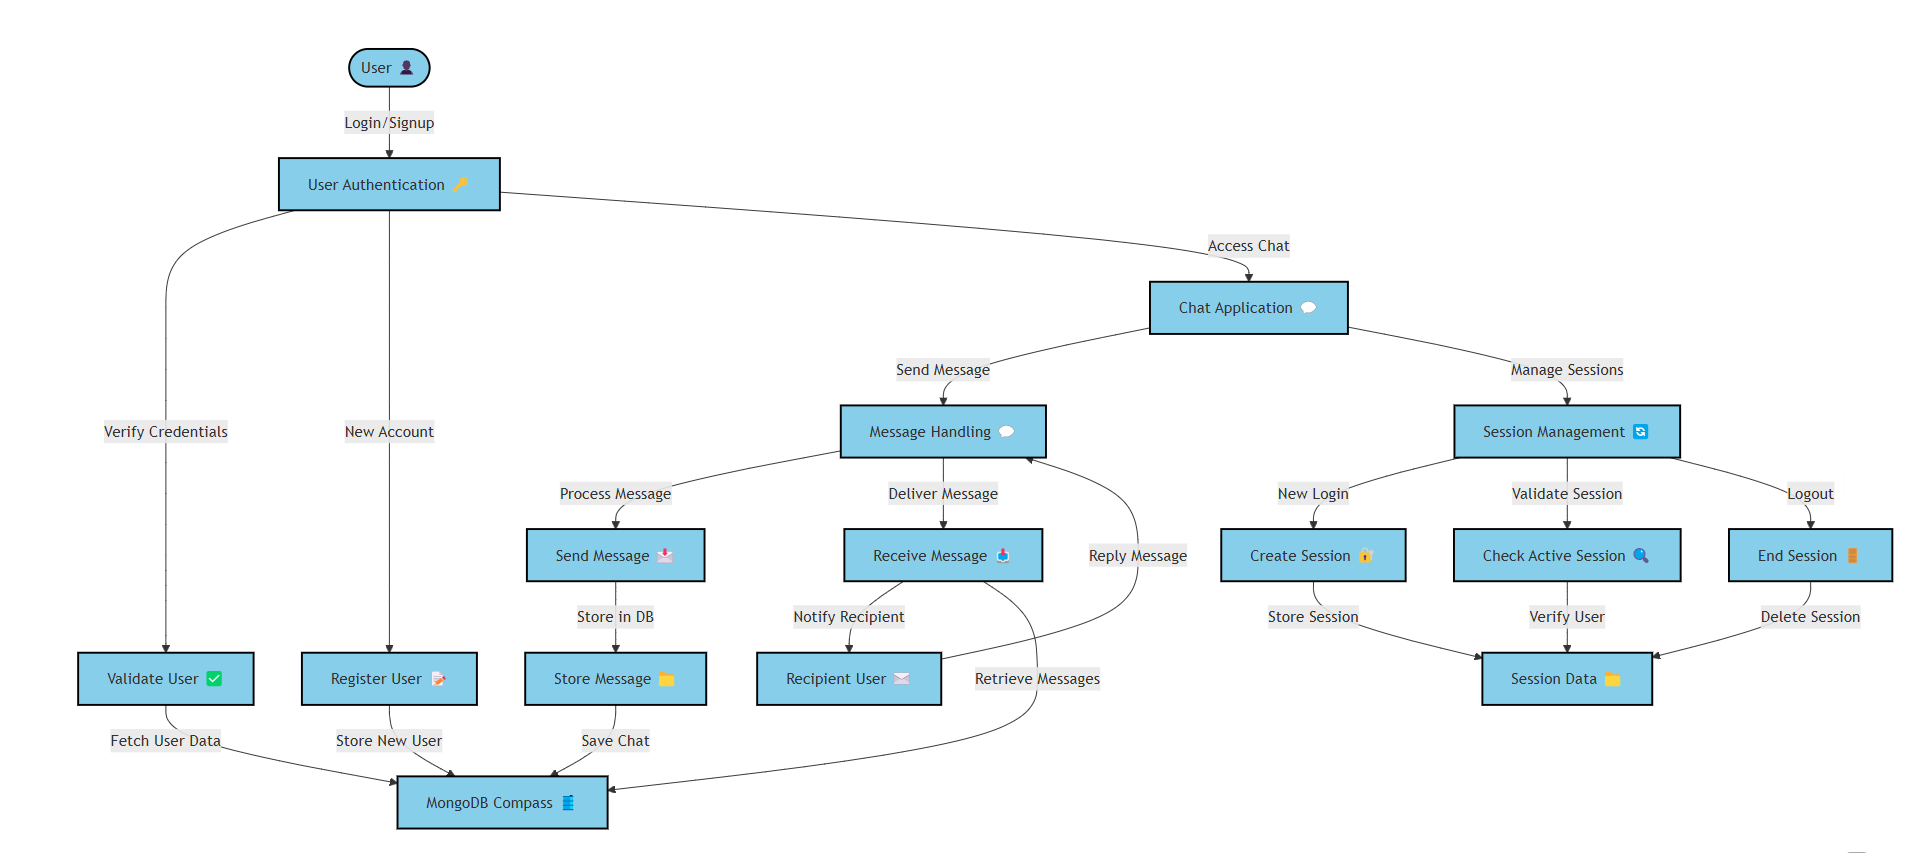 User
Login/Signup
User Authentication
Access Chat
Chat Application
Send Message
Manage Sessions
Message Handling
Session Management
Verify Credentials
New Account
Process Message
Deliver Message
New Login
Validate Session
Logout
Send Message
Receive Message
Reply Message
Create Session
Check Active Session
End Session
Store in DB
Notify Recipient
Store Session
Verify User
Delete Session
Validate User
Register User
Store Message
Recipient User
Retrieve Messages
Session Data
Fetch User Data
Store New User
Save Chat
MongoDB Compass